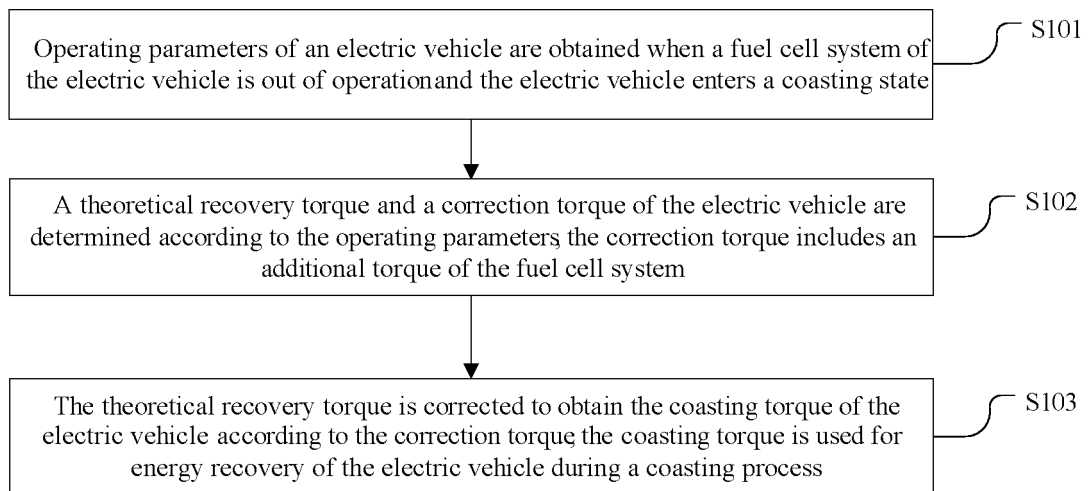 S101
Operating parameters of an electric vehicle are obtained when a fuel cell system of
the electric vehicle is out of operation and the electric vehicle enters a coasting state
S102
A theoretical recovery torque and a correction torque of the electric vehicle are
determined according to the operating parameters, the correction torque includes an
additional torque of the fuel cell system
S103
The theoretical recovery torque is corrected to obtain the coasting torque of the
electric vehicle according to the correction torque, the coasting torque is used for
energy recovery of the electric vehicle during a coasting process